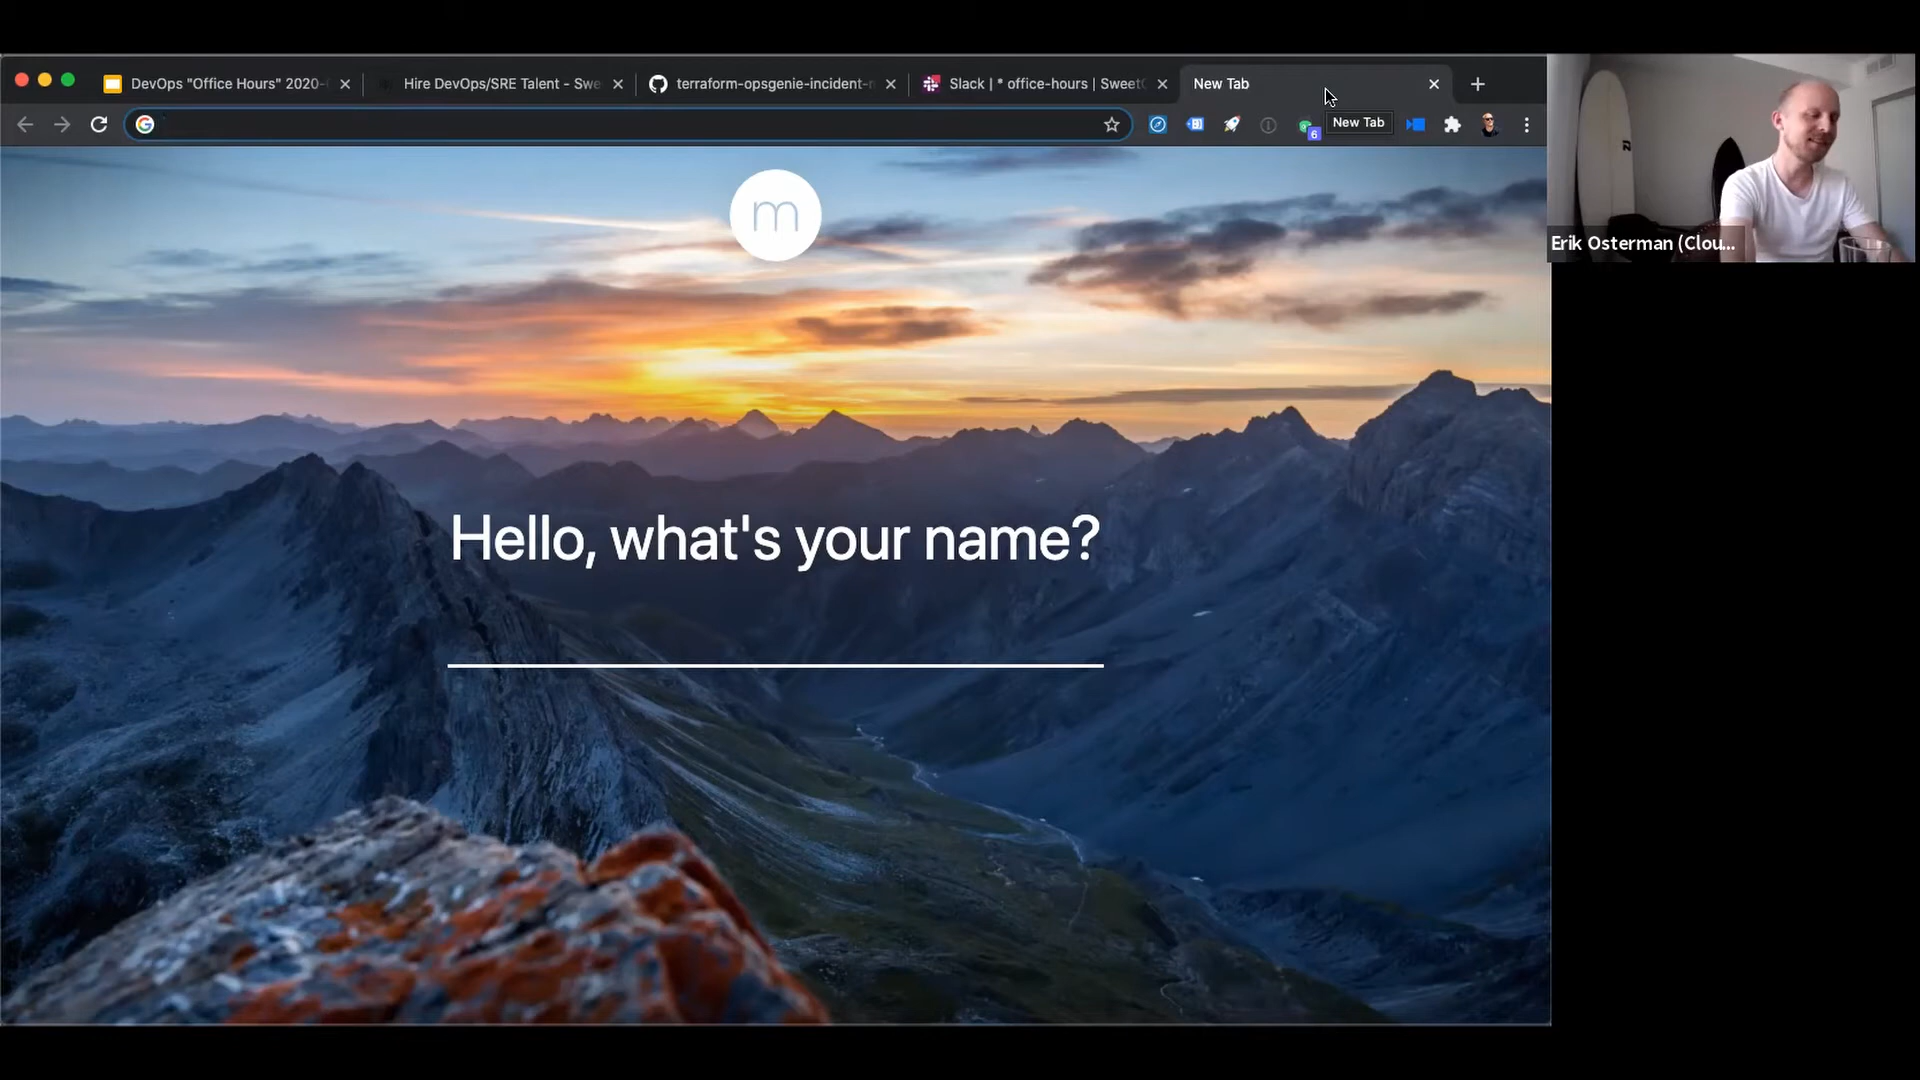 DevOps "Office Hours" 2020-
Hire DevOps/SRE Talent - Swe
terraform-opsgenie-incident-
Slack | * office-hours | Sweet
New Tab
New Tab
6
m
Erik Osterman (Clou...
Hello, what's your name?